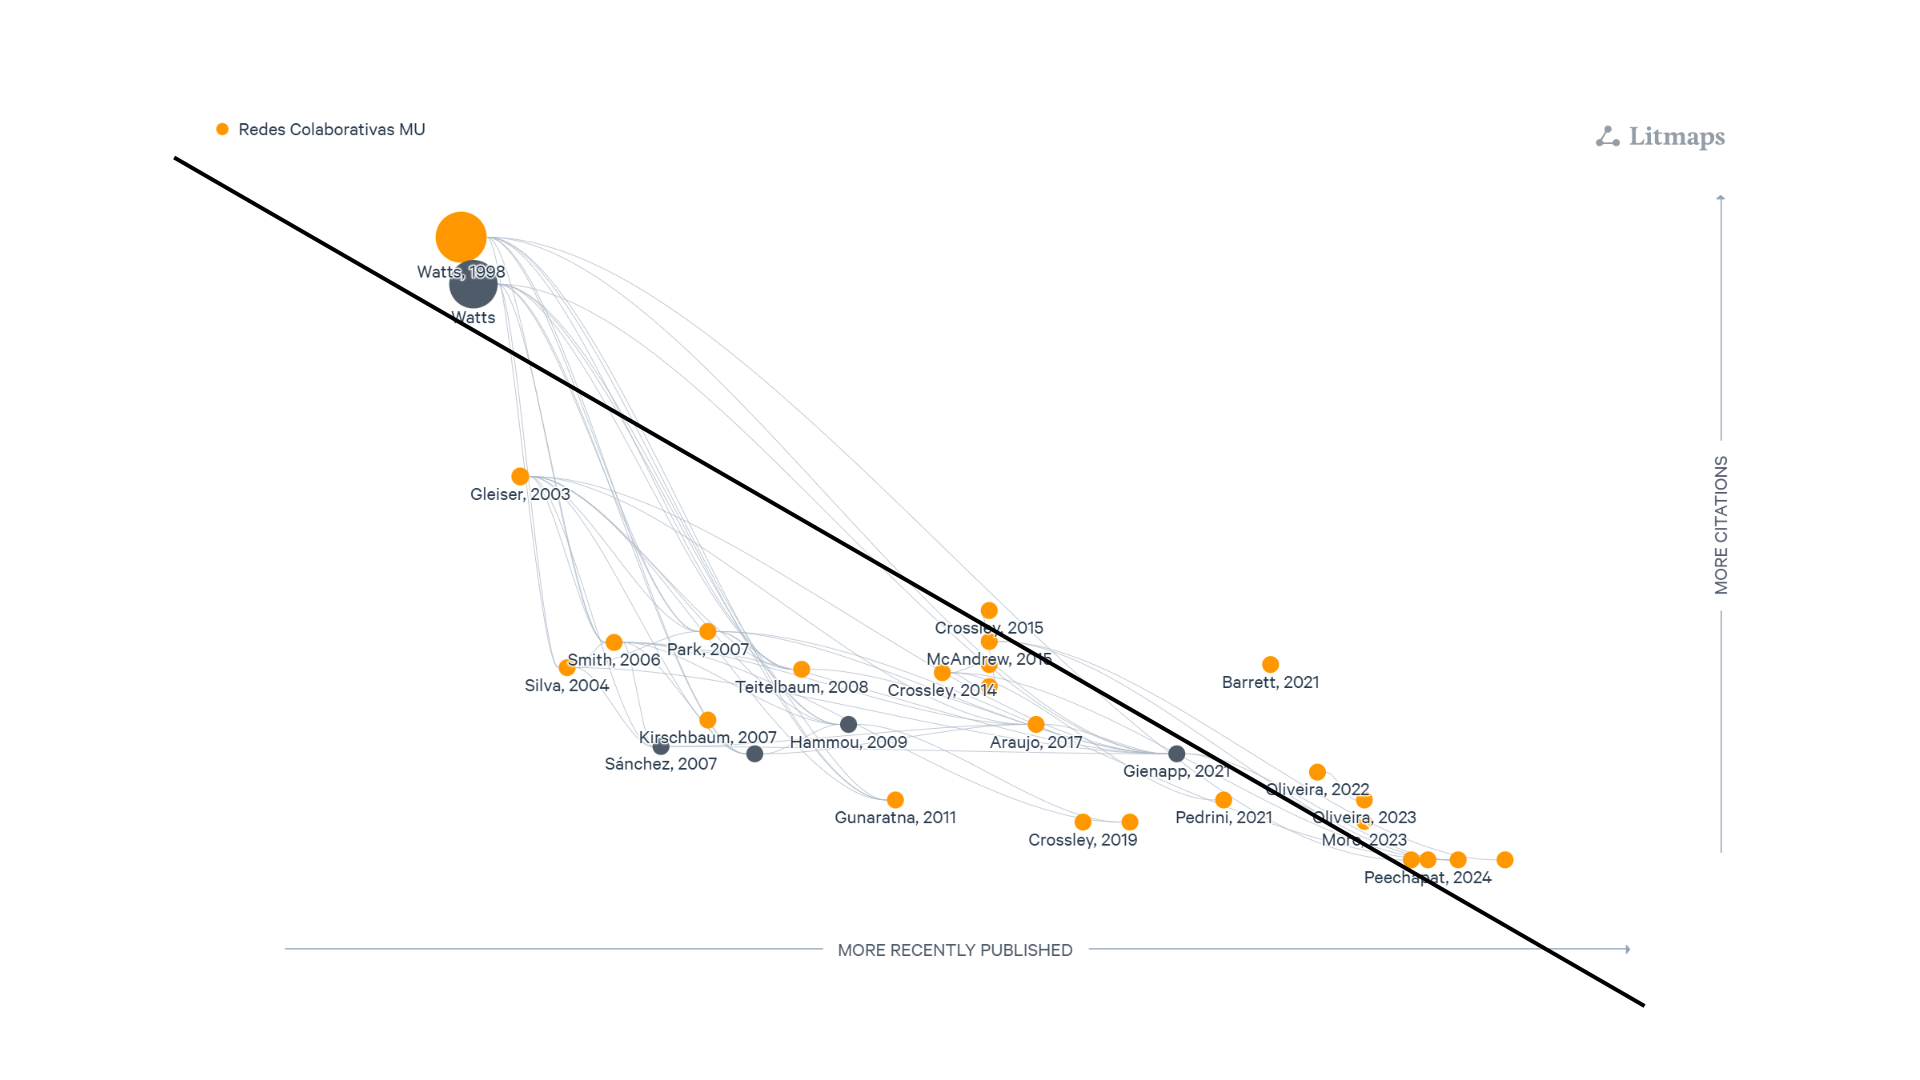 Redes Colaborativas MU
Litmaps
Watts, 1998
Watts
MORE CITATIONS
Gleiser, 2003
Crossley, 2015
Park, 2007
Smith, 2006
McAndrew, 2015
Silva, 2004
Teitelbaum, 2008
Crossley, 2014
Barrett, 2021
Kirschbaum, 2007
Hammou, 2009
Araujo, 2017
Sánchez, 2007
Gienapp, 2021
Oliveira, 2022
Gunaratna, 2011
Pedrini, 2021
Oliveira, 2023
Crossley, 2019
Moro, 2023
Peechapat, 2024
MORE RECENTLY PUBLISHED